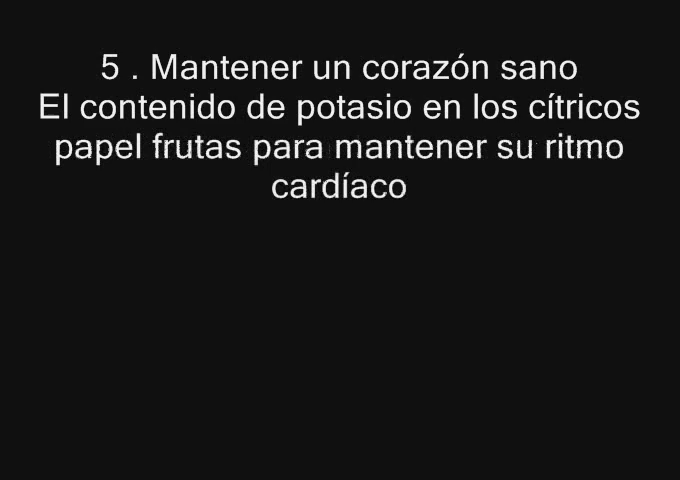 5 . Mantener un corazón sano
El contenido de potasio en los cítricos
papel frutas para mantener su ritmo
cardíaco